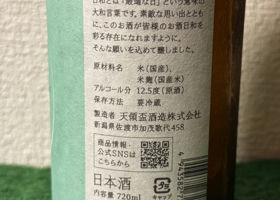 日和とは『最適な日』という意味の
大和言葉です。素敵な思い出ととも
に、このお酒が皆様のお酒日和を
彩る存在になれますように。
そんな願いを込めて醸しました。
原材料名 米(国産)、
米麹(国産米)
アルコール分 12.5度(原酒)
保存方法 要冷蔵
製造者 天領盃酒造株式会社
新潟県佐渡市加茂歌代458
商品情報・
公式SNSは
こちらから
日本酒
720ml
紙
キャップ